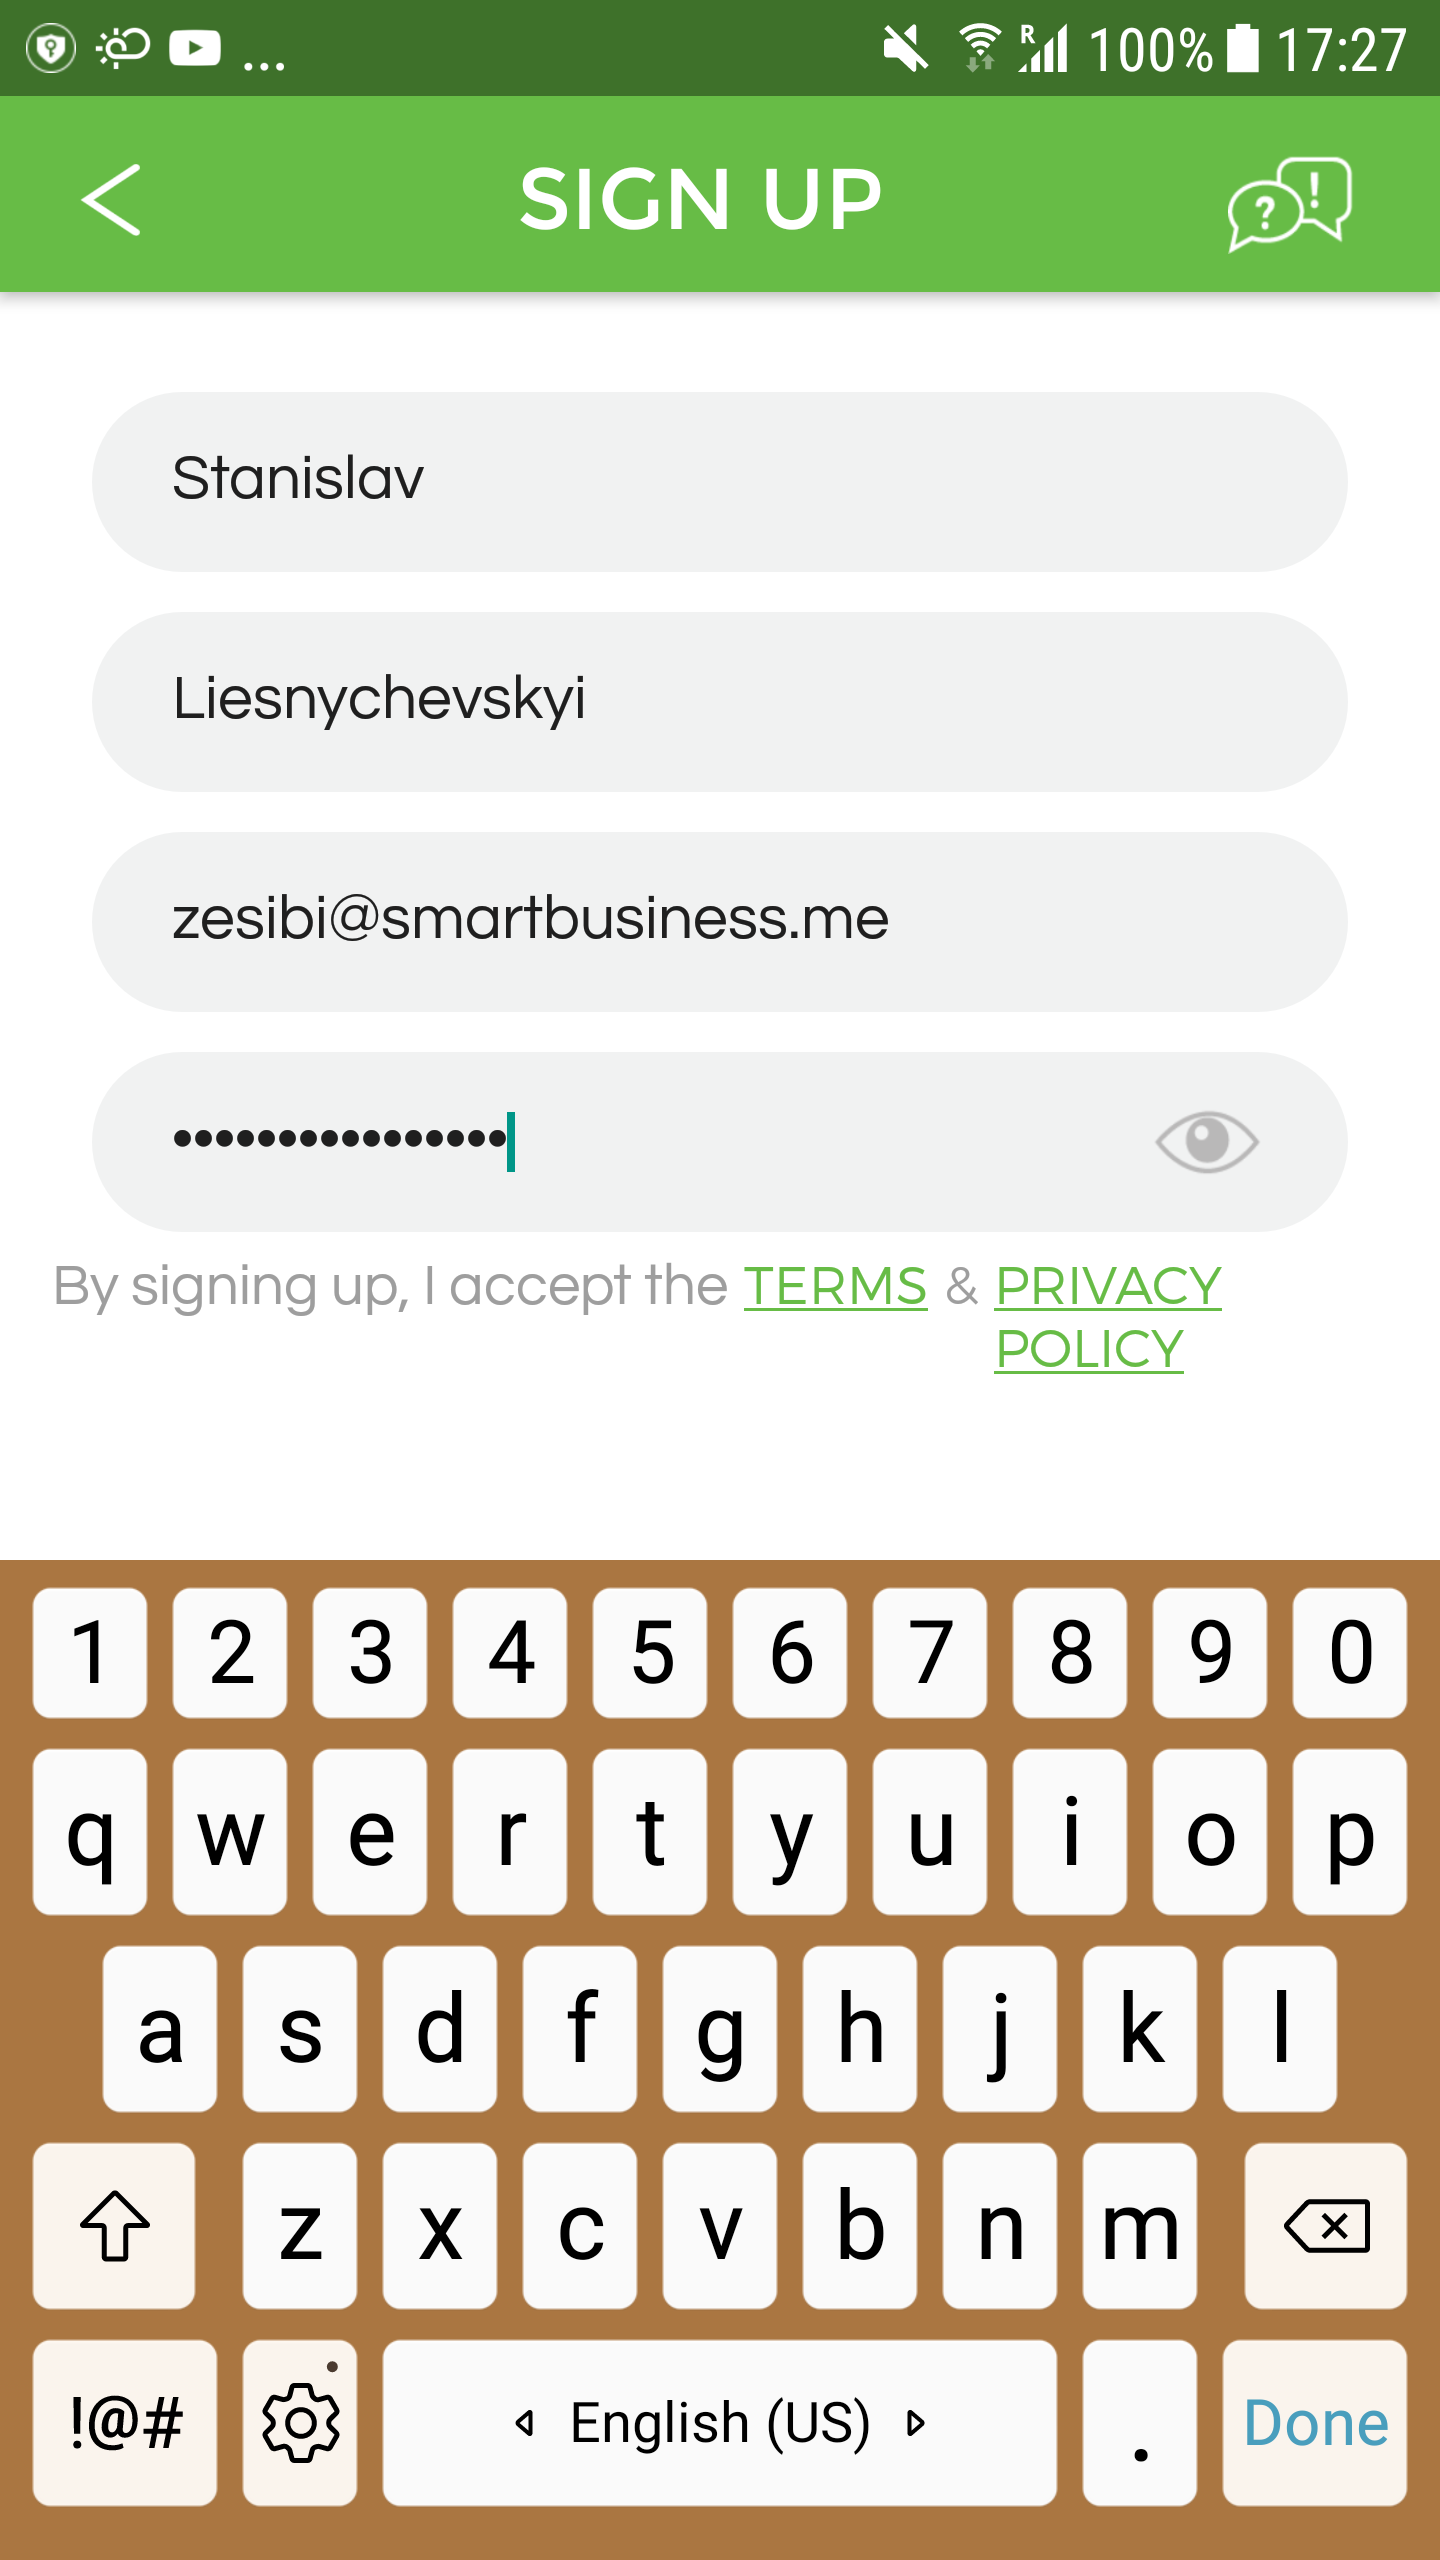 ... R 100% 17:27
SIGN UP
? !
Stanislav
Liesnychevskyi
zesibi@smartbusiness.me
••••••••••••••••
By signing up, I accept the TERMS & PRIVACY
POLICY
1 2 3 4 5 6 7 8 9 0
q w e r t y u i o p
a s d f g h j k l
z x c v b n m
!@# English (US) . Done